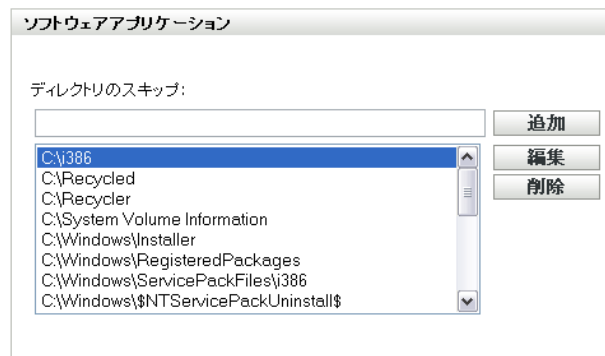 ソフトウェアアプリケーション
ディレクトリのスキップ:
追加
C:\i386
編集
C:\Recycled
削除
C:\Recycler
C:\System Volume Information
C:\Windows\Installer
C:\Windows\RegisteredPackages
C:\Windows\ServicePackFiles\i386
C:\Windows\$NTServicePackUninstall$